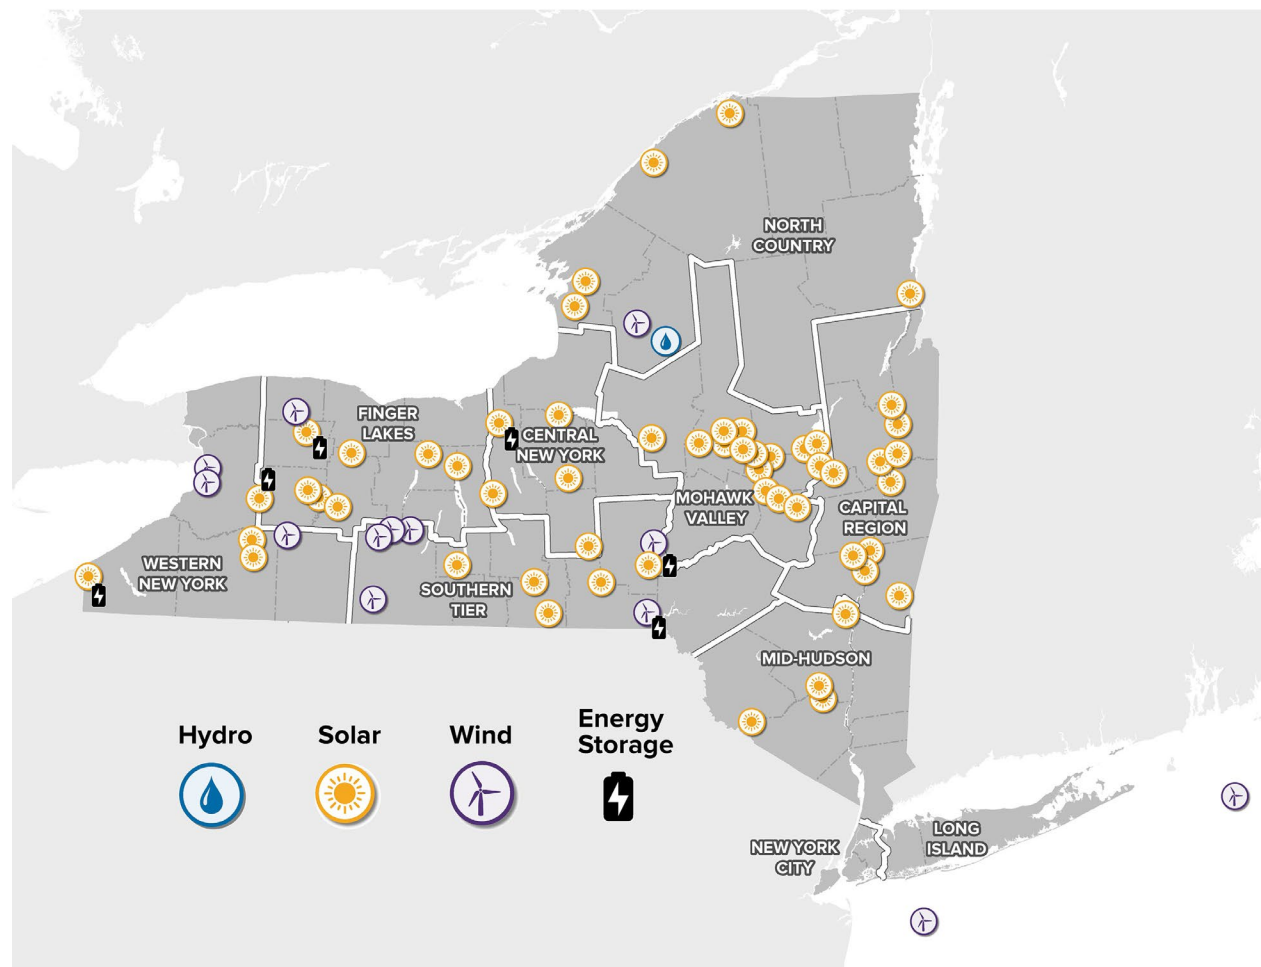 NORTH
COUNTRY
FINGER
LAKES
CENTRAL
NEW YORK
MOHAWK
VALLEY
CAPITAL
REGION
WESTERN
NEW YORK
SOUTHERN
TIER
MID-HUDSON
Hydro
Solar
Wind
Energy
Storage
NEW YORK
CITY
LONG
ISLAND